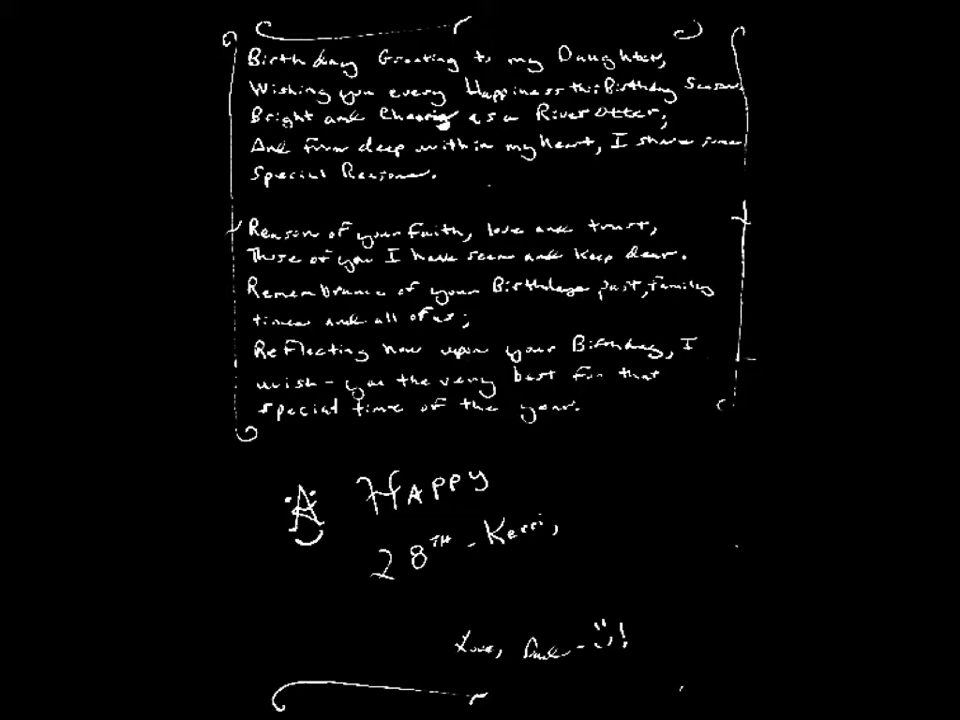 Birthday Greeting to my Daughter,
Wishing you every Happiness this Birthday Season
Bright and Cheering as a River Otter,
And from deep within my heart, I share some
Special Reasons.
Reason of your Faith, love and trust,
Those of you I have seen and keep dear.
Remembrance of your Birthdays past, family
times and all of us;
Reflecting now upon your Birthday, I
wish - you the very best for that
special time of the year.
HAPPY
28TH - Kerri,
Love, Dad - !